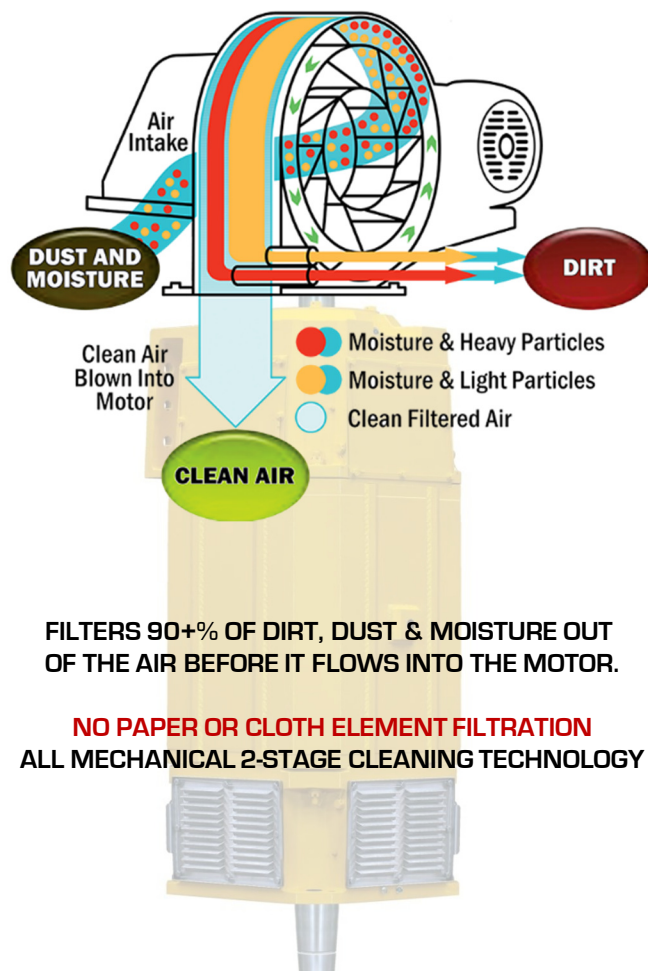 Air
Intake
DUST AND
MOISTURE
DIRT
Clean Air
Blown Into
Motor
Moisture & Heavy Particles
Moisture & Light Particles
Clean Filtered Air
CLEAN AIR
FILTERS 90+% OF DIRT, DUST & MOISTURE OUT
OF THE AIR BEFORE IT FLOWS INTO THE MOTOR.
NO PAPER OR CLOTH ELEMENT FILTRATION
ALL MECHANICAL 2-STAGE CLEANING TECHNOLOGY